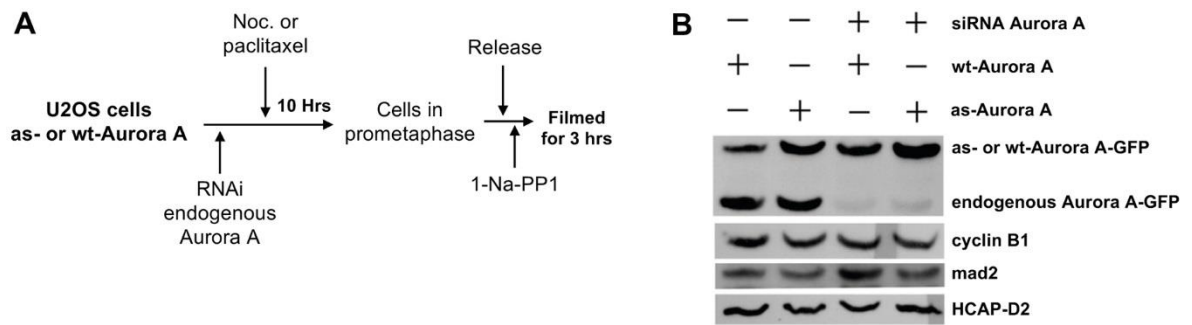 A
Noc. or
paclitaxel
Release
U2OS cells
as- or wt-Aurora A
10 Hrs
Cells in
prometaphase
Filmed
for 3 hrs
RNAi
endogenous
Aurora A
1-Na-PP1
B
− − + + siRNA Aurora A
+ − + − wt-Aurora A
− + − + as-Aurora A
as- or wt-Aurora A-GFP
endogenous Aurora A-GFP
cyclin B1
mad2
HCAP-D2